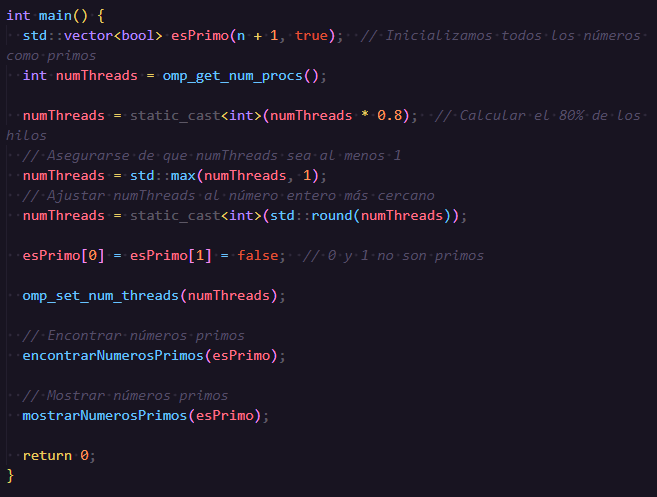 int main() {
  std::vector<bool> esPrimo(n + 1, true);  // Inicializamos todos los números
como primos
  int numThreads = omp_get_num_procs();
  numThreads = static_cast<int>(numThreads * 0.8);  // Calcular el 80% de los
hilos
  // Asegurarse de que numThreads sea al menos 1
  numThreads = std::max(numThreads, 1);
  // Ajustar numThreads al número entero más cercano
  numThreads = static_cast<int>(std::round(numThreads));
  esPrimo[0] = esPrimo[1] = false;  // 0 y 1 no son primos
  omp_set_num_threads(numThreads);
  // Encontrar números primos
  encontrarNumerosPrimos(esPrimo);
  // Mostrar números primos
  mostrarNumerosPrimos(esPrimo);
  return 0;
}